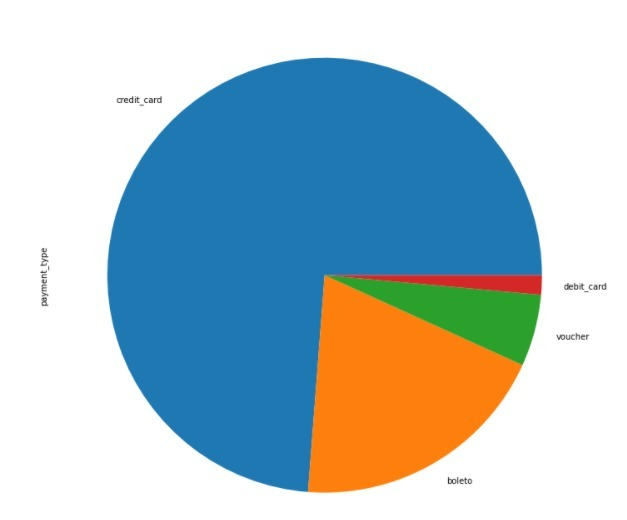 credit_card
payment_type
debit_card
voucher
boleto